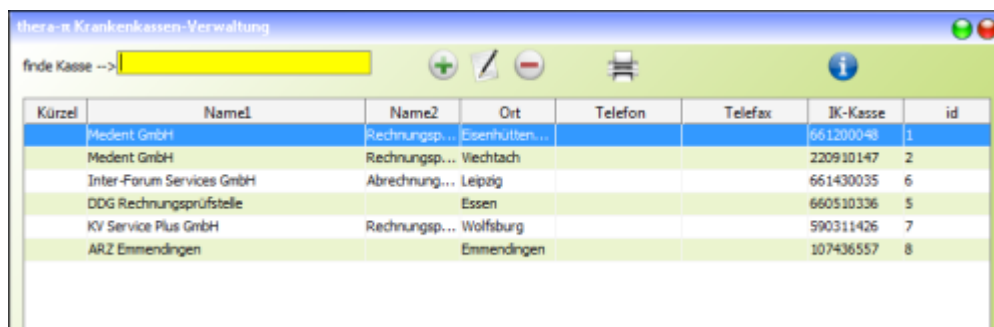 thera-π Krankenkassen-Verwaltung
finde Kasse -->
Kürzel Name1 Name2 Ort Telefon Telefax IK-Kasse id
Medent GmbH Rechnungsp... Eisenhütten... 661200048 1
Medent GmbH Rechnungsp... Viechtach 220910147 2
Inter-Forum Services GmbH Abrechnung... Leipzig 661430035 6
DDG Rechnungsprüfstelle Essen 660510336 5
KV Service Plus GmbH Rechnungsp... Wolfsburg 590311426 7
ARZ Emmendingen Emmendingen 107436557 8